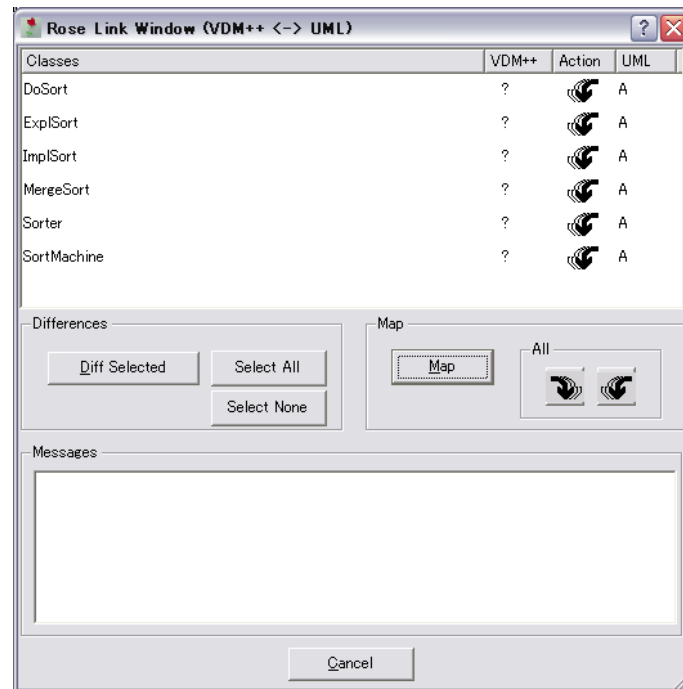 Rose Link Window (VDM++ <-> UML)
Classes VDM++ Action UML
DoSort ? A
ExplSort ? A
ImplSort ? A
MergeSort ? A
Sorter ? A
SortMachine ? A
Differences
Diff Selected
Select All
Select None
Map
Map
All
Messages
Cancel